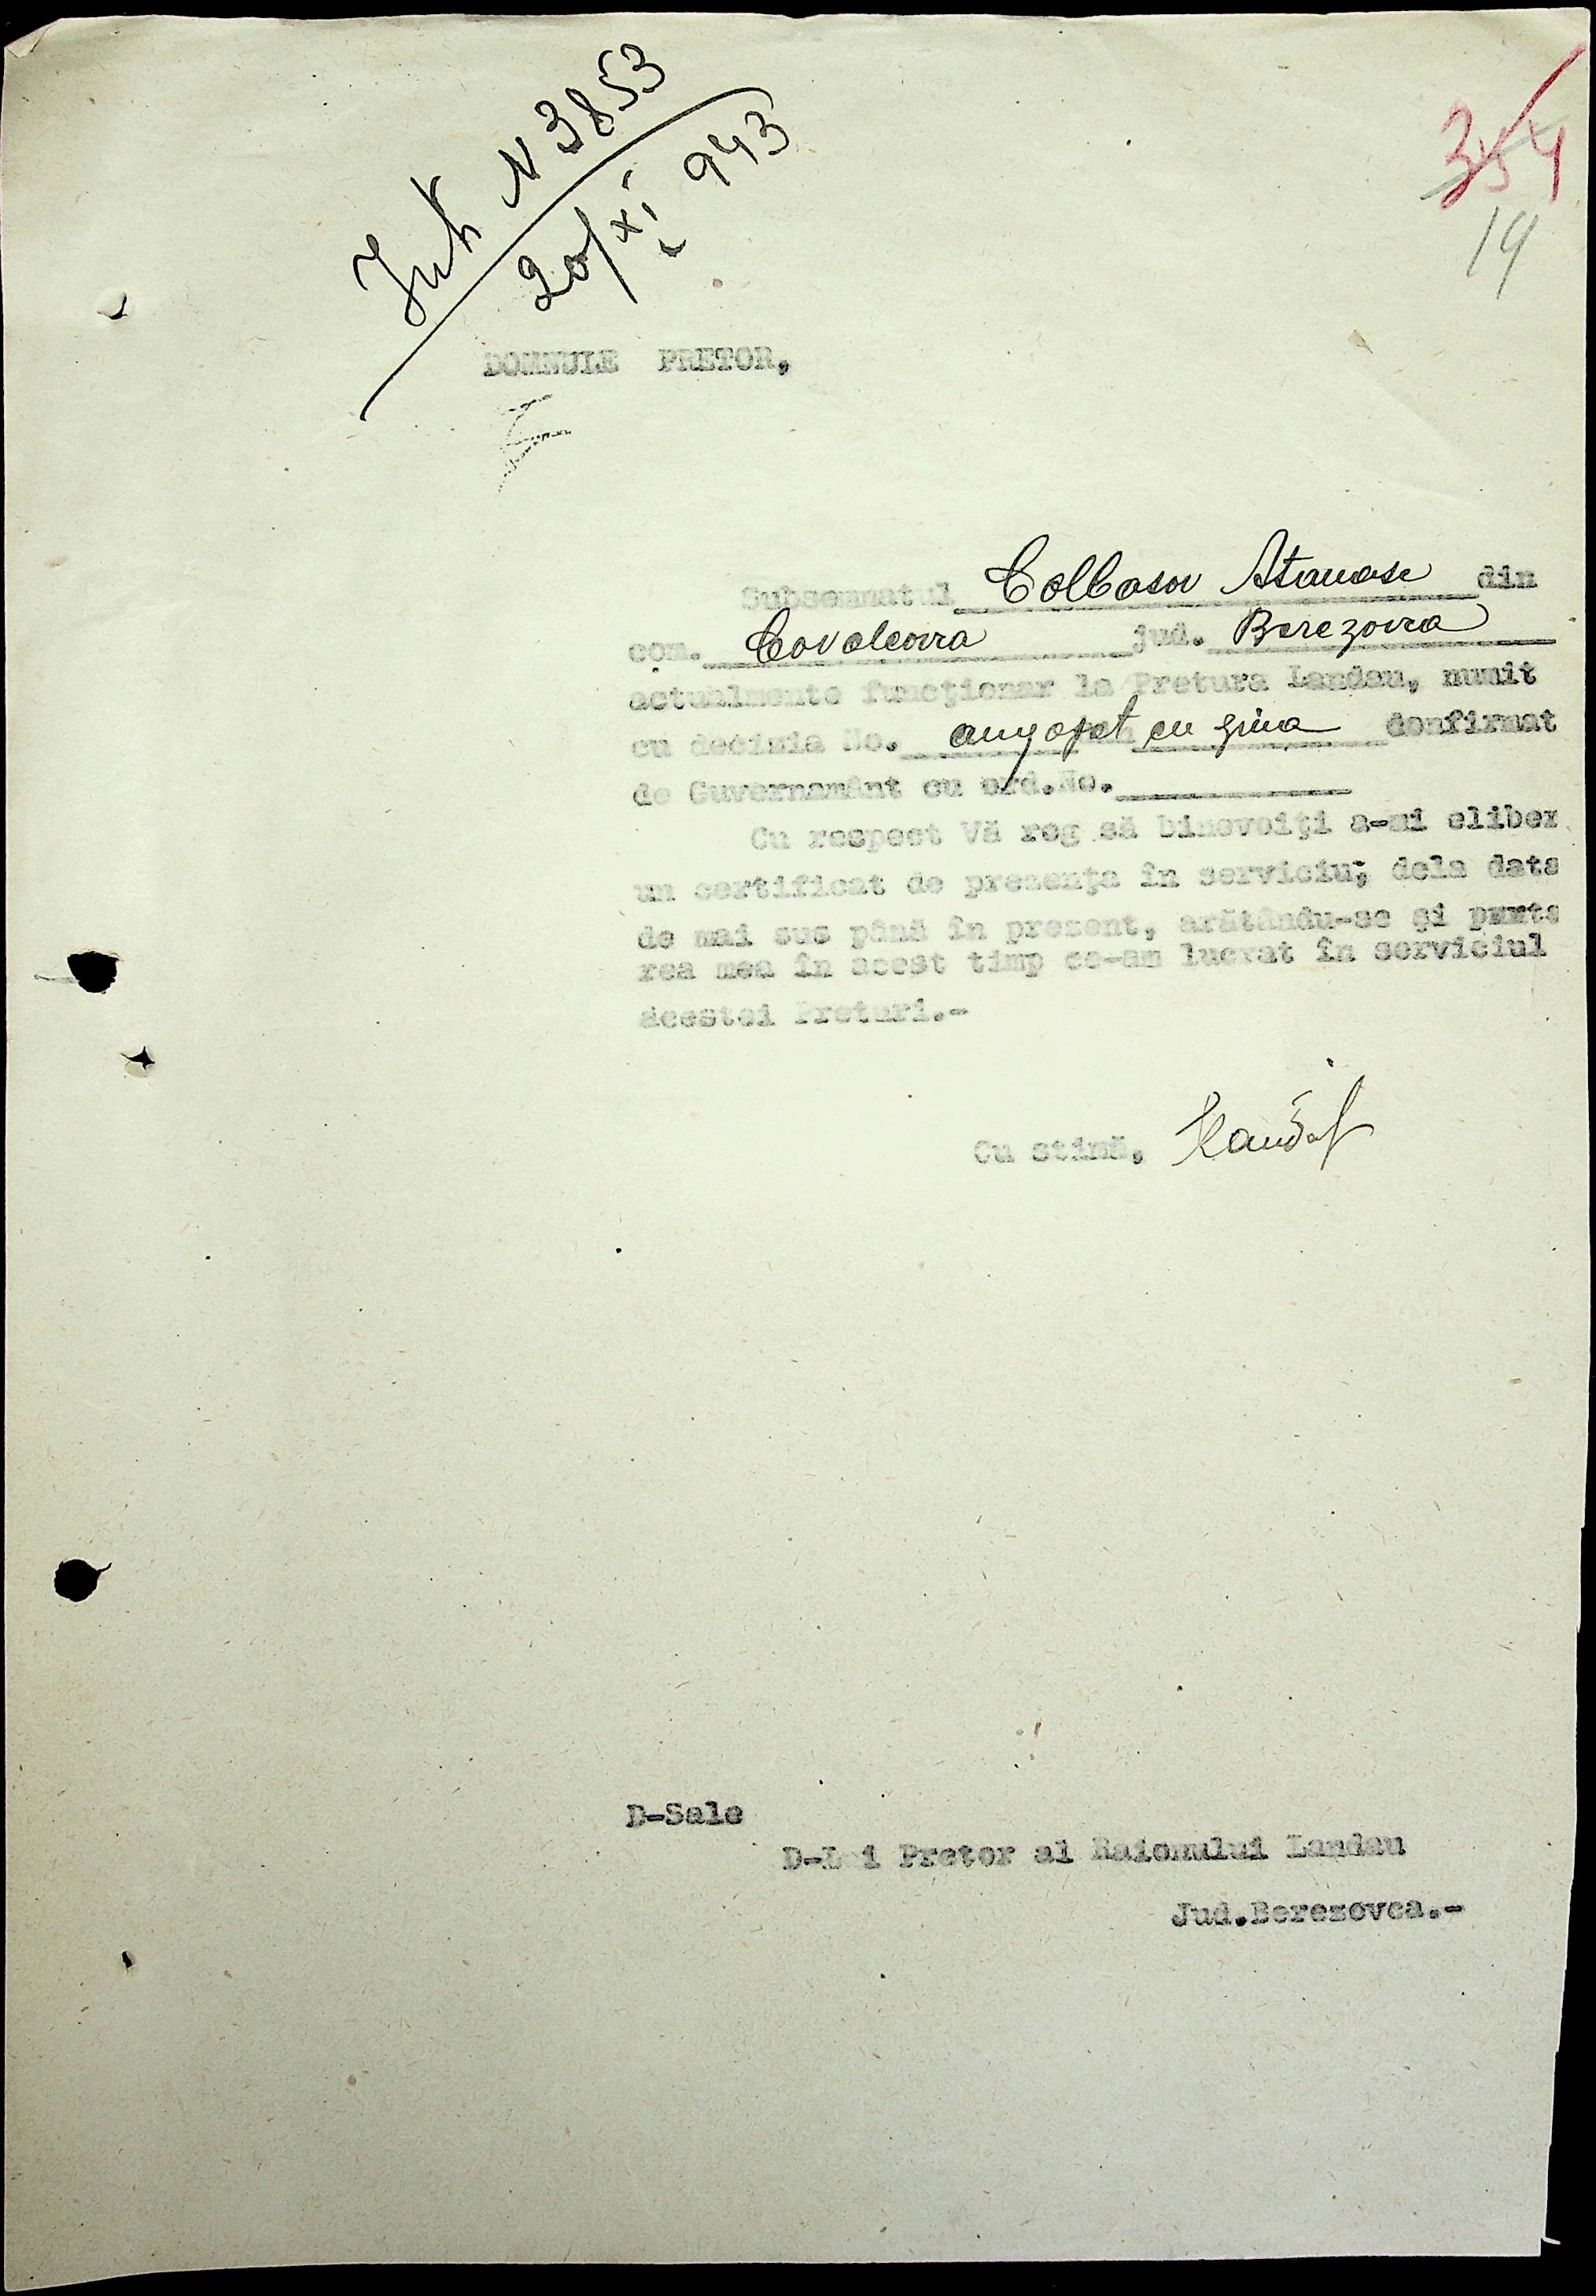 N 3853
20/XI 943
354
19
DOMNULE PRETOR,
Subsemnatul Colbasov Atanase din
com. Covaleovca jud. Berezovca
actualmente funcţionar la Pretura Landau, numit
cu decizia No. angajat cu ziua confirmat
de Guvernamânt cu ord.No.
Cu respect Vă rog să binevoiţi a-mi eliber
un certificat de prezenţa în serviciu, dela data
de mai sus până în prezent, arătându-se şi purta
rea mea în acest timp ce-am lucrat în serviciul
acestei Preturi.-
Cu stimă,
D-Sale
D-L i Pretor al Raionului Landau
Jud.Berezovca.-